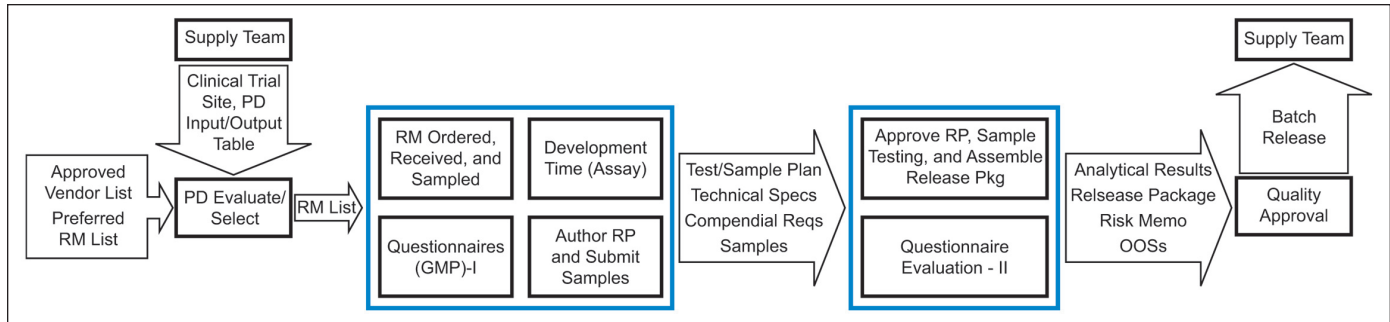 Supply Team
Clinical Trial
Site, PD
Input/Output
Table
Approved
Vendor List
Preferred
RM List
PD Evaluate/
Select
RM List
RM Ordered,
Received, and
Sampled
Development
Time (Assay)
Questionnaires
(GMP)-I
Author RP
and Submit
Samples
Test/Sample Plan
Technical Specs
Compendial Reqs
Samples
Approve RP, Sample
Testing, and Assemble
Release Pkg
Questionnaire
Evaluation - II
Analytical Results
Relsease Package
Risk Memo
OOSs
Supply Team
Batch
Release
Quality
Approval